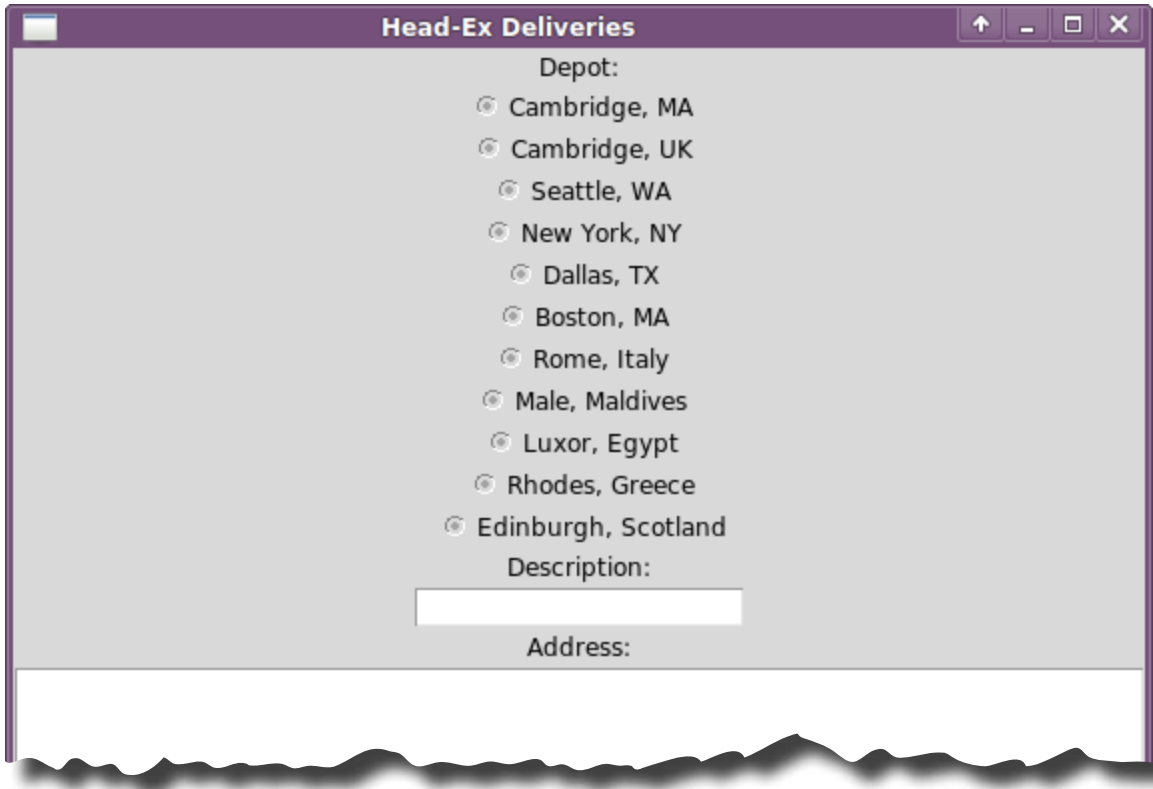 Head-Ex Deliveries
Depot:
Cambridge, MA
Cambridge, UK
Seattle, WA
New York, NY
Dallas, TX
Boston, MA
Rome, Italy
Male, Maldives
Luxor, Egypt
Rhodes, Greece
Edinburgh, Scotland
Description:
Address: